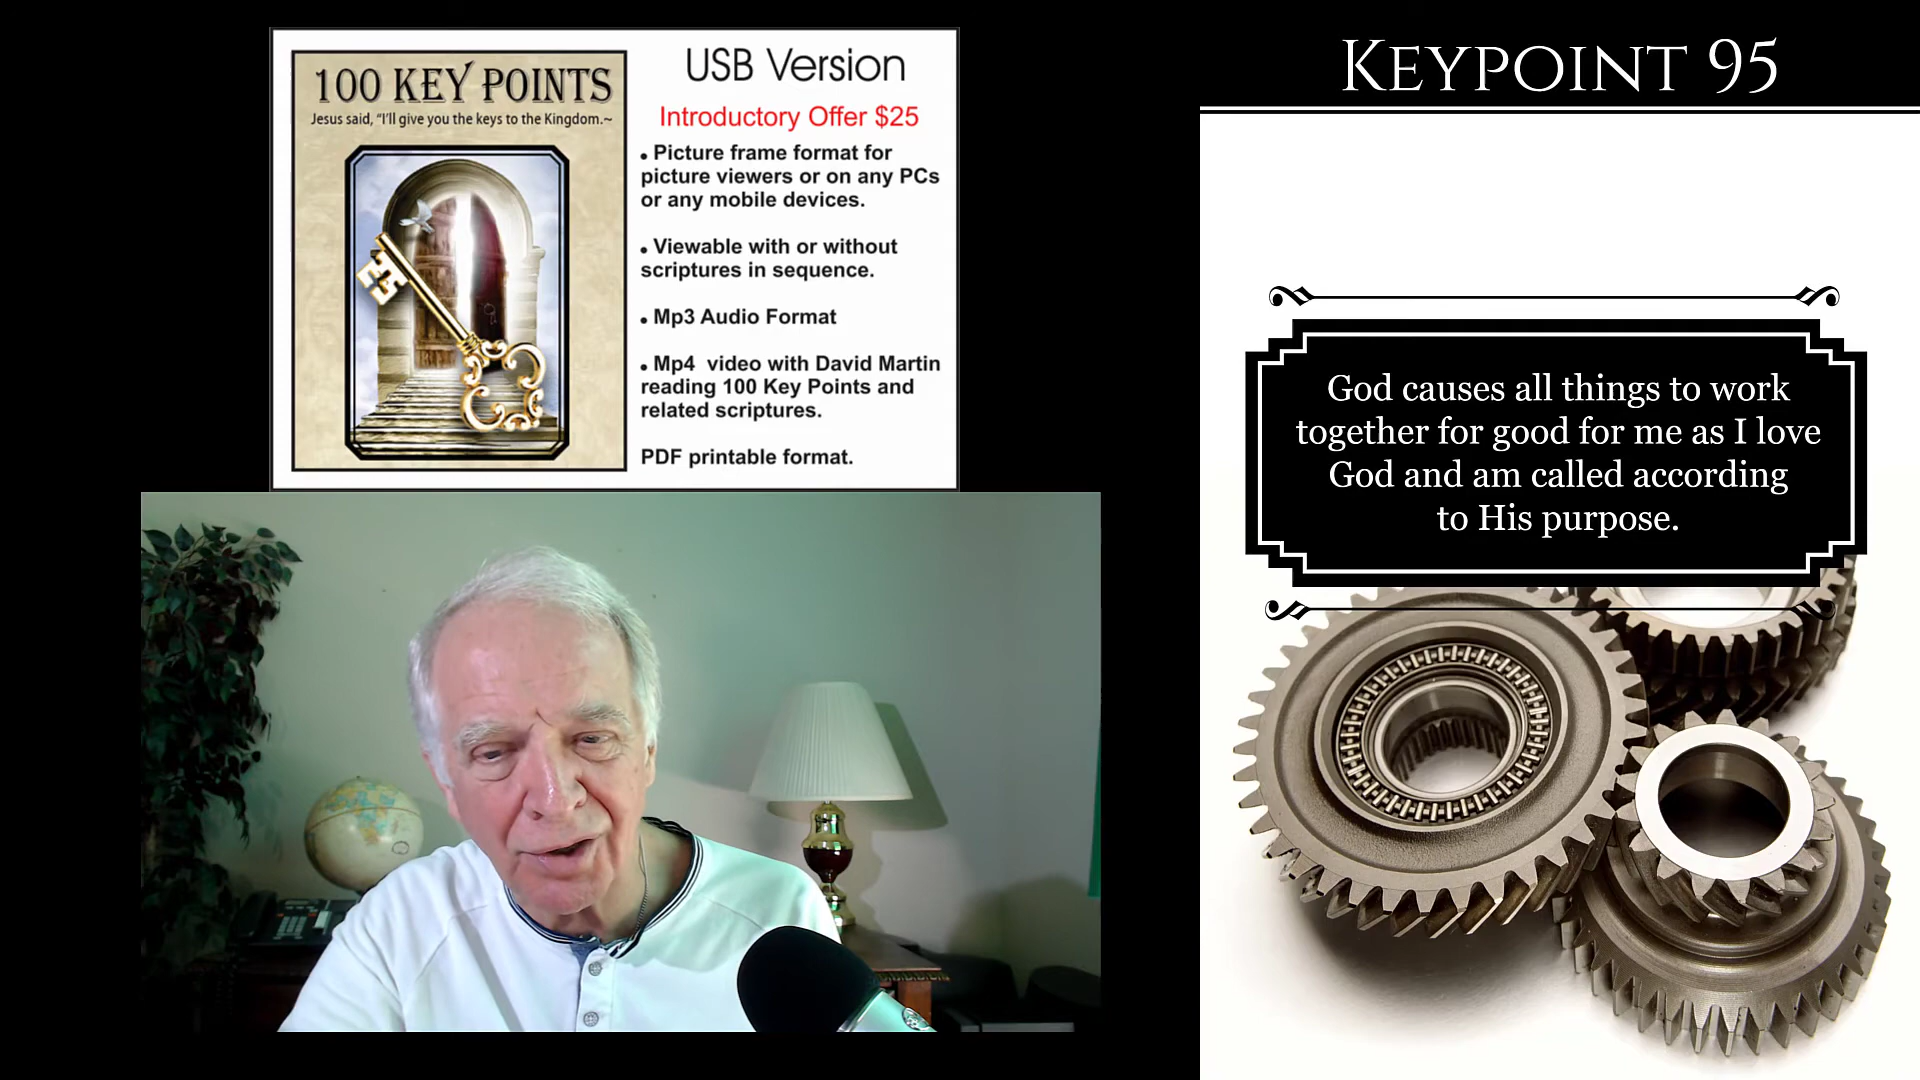 100 KEY POINTS
Jesus said, “I'll give you the keys to the Kingdom.~
USB Version
Introductory Offer $25
• Picture frame format for
picture viewers or on any PCs
or any mobile devices.
• Viewable with or without
scriptures in sequence.
• Mp3 Audio Format
• Mp4 video with David Martin
reading 100 Key Points and
related scriptures.
PDF printable format.
KEYPOINT 95
God causes all things to work
together for good for me as I love
God and am called according
to His purpose.